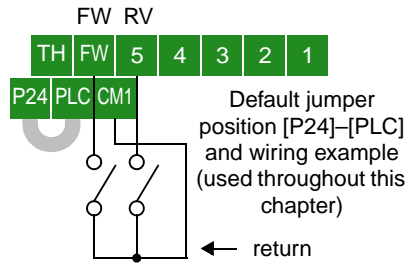 FW RV
TH FW 5 4 3 2 1
P24 PLC CM1
Default jumper
position [P24]–[PLC]
and wiring example
(used throughout this
chapter)
return